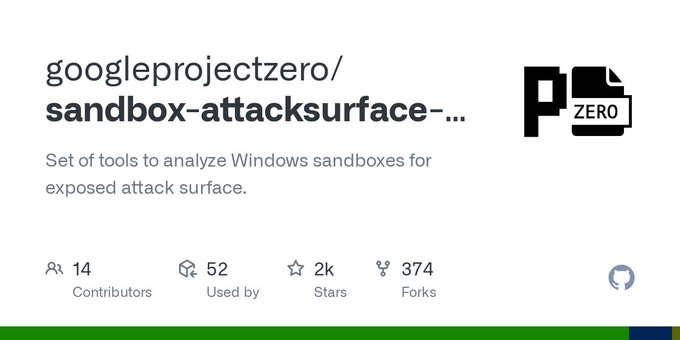 googleprojectzero/
sandbox-attacksurface-...
ZERO
Set of tools to analyze Windows sandboxes for
exposed attack surface.
14
Contributors
52
Used by
2k
Stars
374
Forks